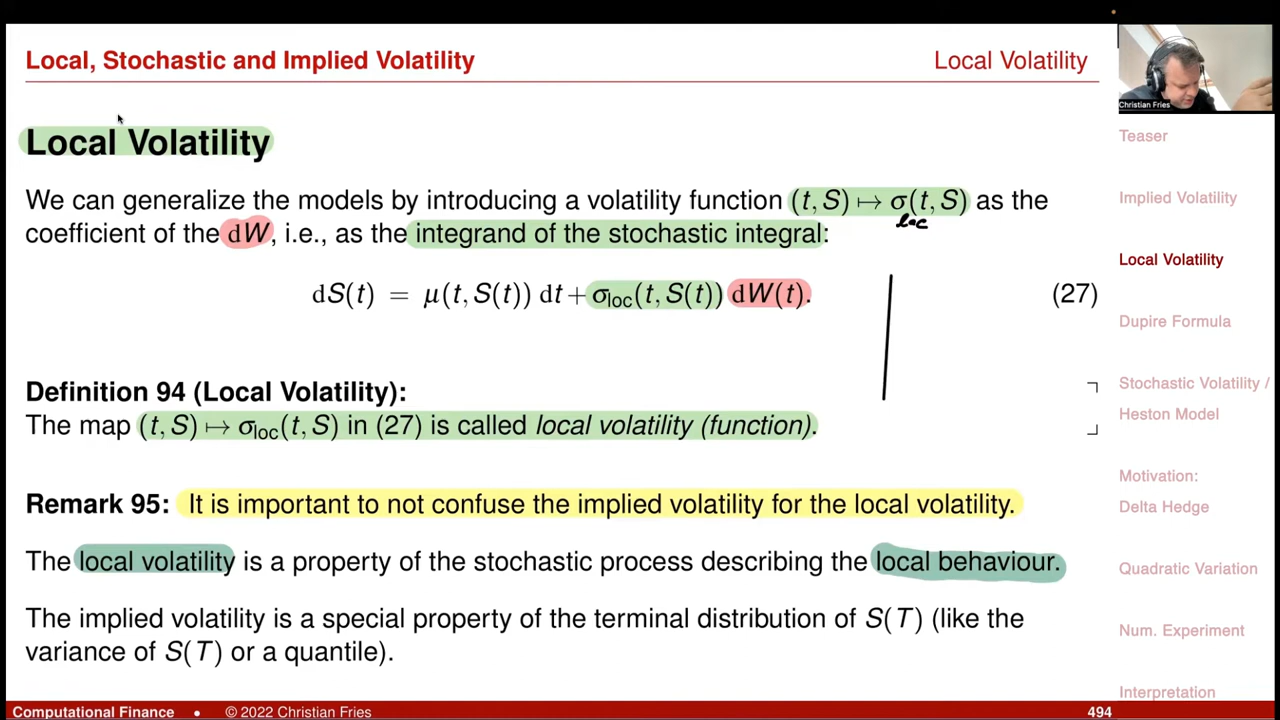 Local, Stochastic and Implied Volatility
Local Volatility
Christian Fries
Local Volatility
We can generalize the models by introducing a volatility function (t, S) ↦ σ(t, S) as the
loc
coefficient of the dW, i.e., as the integrand of the stochastic integral:
dS(t) = μ(t, S(t)) dt + σloc(t, S(t)) dW(t). (27)
Definition 94 (Local Volatility):
The map (t, S) ↦ σloc(t, S) in (27) is called local volatility (function).
Remark 95: It is important to not confuse the implied volatility for the local volatility.
The local volatility is a property of the stochastic process describing the local behaviour.
The implied volatility is a special property of the terminal distribution of S(T) (like the
variance of S(T) or a quantile).
Teaser
Implied Volatility
Local Volatility
Dupire Formula
Stochastic Volatility /
Heston Model
Motivation:
Delta Hedge
Quadratic Variation
Num. Experiment
Interpretation
Computational Finance • © 2022 Christian Fries 494